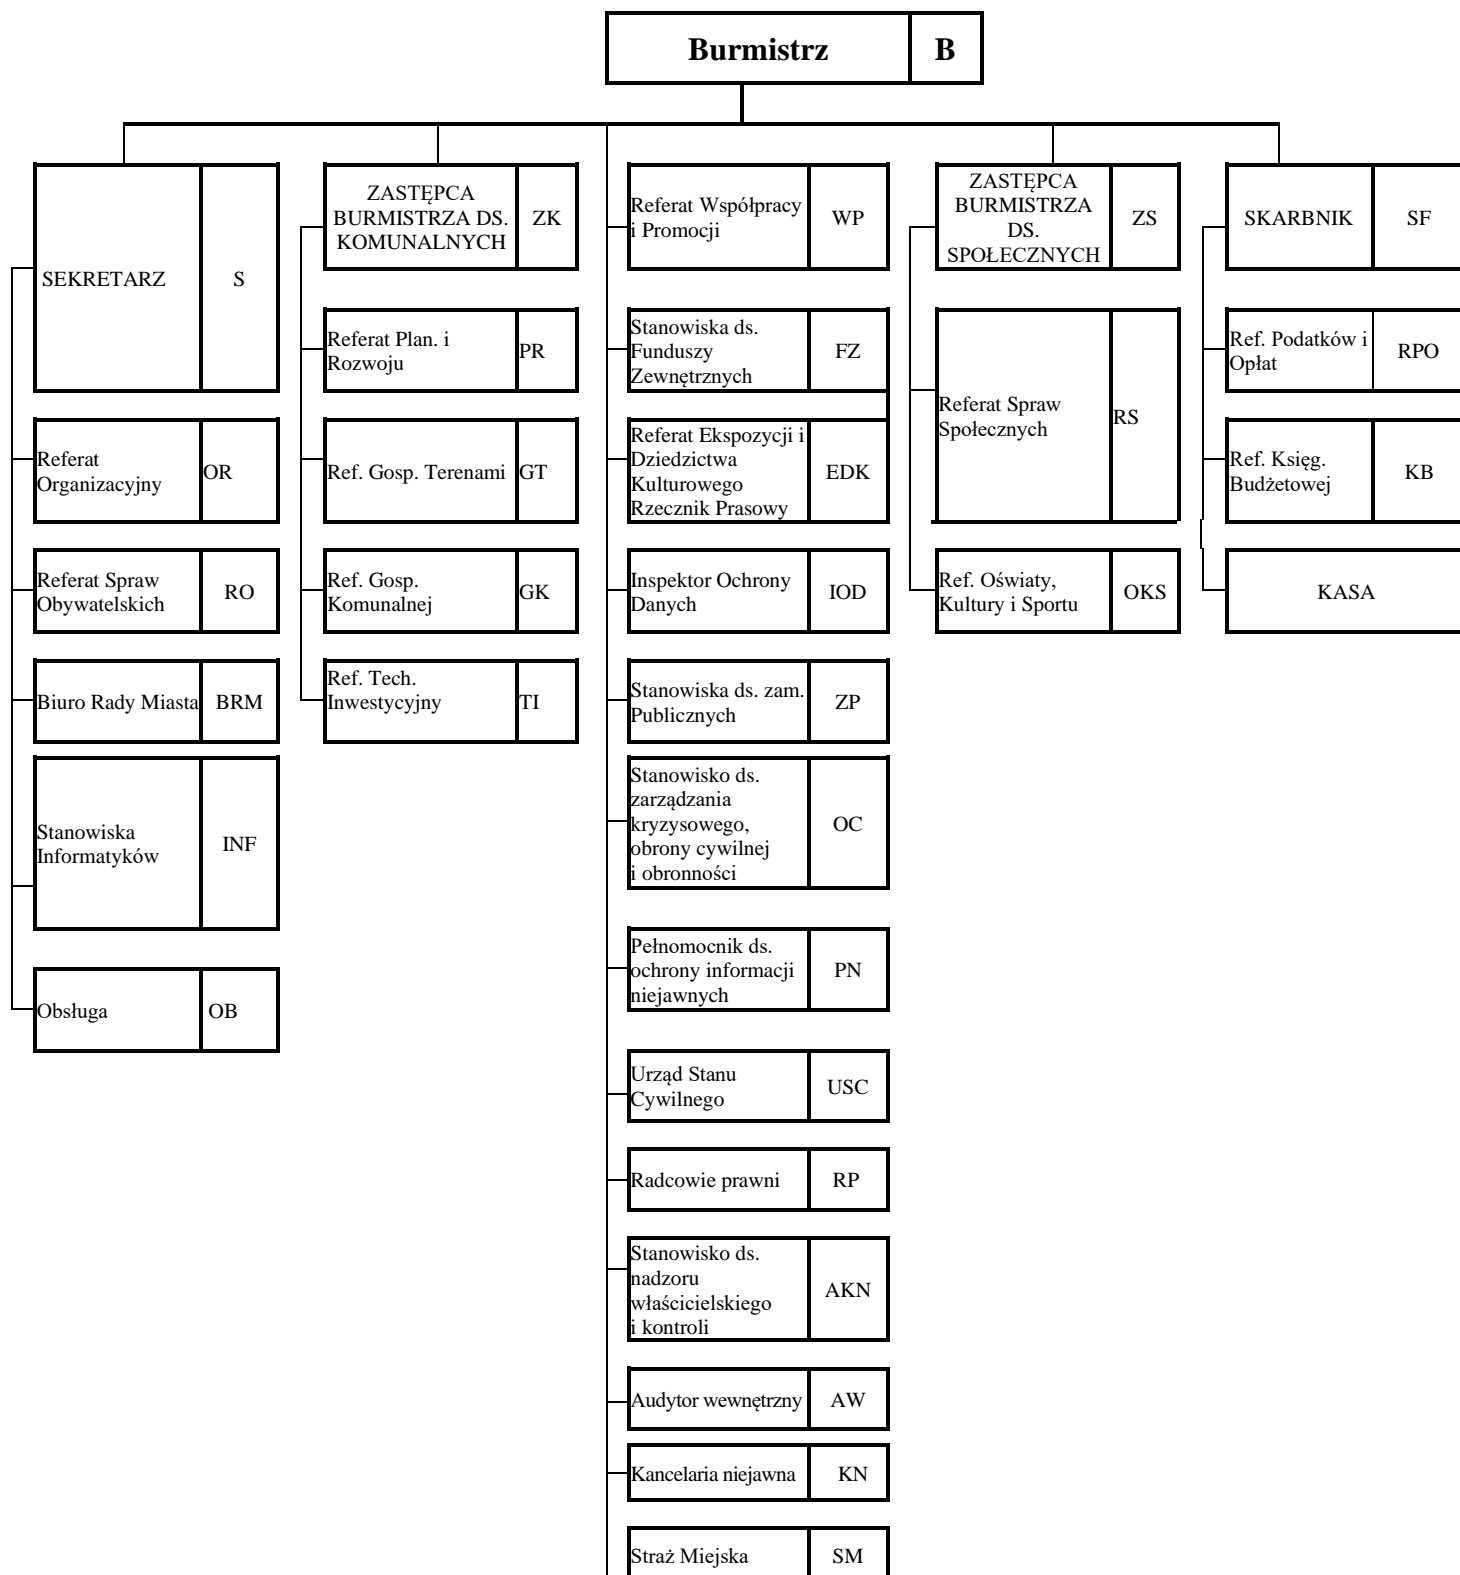 Burmistrz B
SEKRETARZ S
Referat
Organizacyjny
OR
Referat Spraw
Obywatelskich
RO
Biuro Rady Miasta BRM
Stanowiska
Informatyków
INF
Obsługa OB
ZASTĘPCA
BURMISTRZA DS.
KOMUNALNYCH
ZK
Referat Plan. i
Rozwoju
PR
Ref. Gosp. Terenami GT
Ref. Gosp.
Komunalnej
GK
Ref. Tech.
Inwestycyjny
TI
Referat Współpracy
i Promocji
WP
Stanowiska ds.
Funduszy
Zewnętrznych
FZ
Referat Ekspozycji i
Dziedzictwa
Kulturowego
Rzecznik Prasowy
EDK
Inspektor Ochrony
Danych
IOD
Stanowiska ds. zam.
Publicznych
ZP
Stanowisko ds.
zarządzania
kryzysowego,
obrony cywilnej
i obronności
OC
Pełnomocnik ds.
ochrony informacji
niejawnych
PN
Urząd Stanu
Cywilnego
USC
Radcowie prawni RP
Stanowisko ds.
nadzoru
właścicielskiego
i kontroli
AKN
Audytor wewnętrzny AW
Kancelaria niejawna KN
Straż Miejska SM
ZASTĘPCA
BURMISTRZA
DS.
SPOŁECZNYCH
ZS
Referat Spraw
Społecznych
RS
Ref. Oświaty,
Kultury i Sportu
OKS
SKARBNIK SF
Ref. Podatków i
Opłat
RPO
Ref. Księg.
Budżetowej
KB
KASA